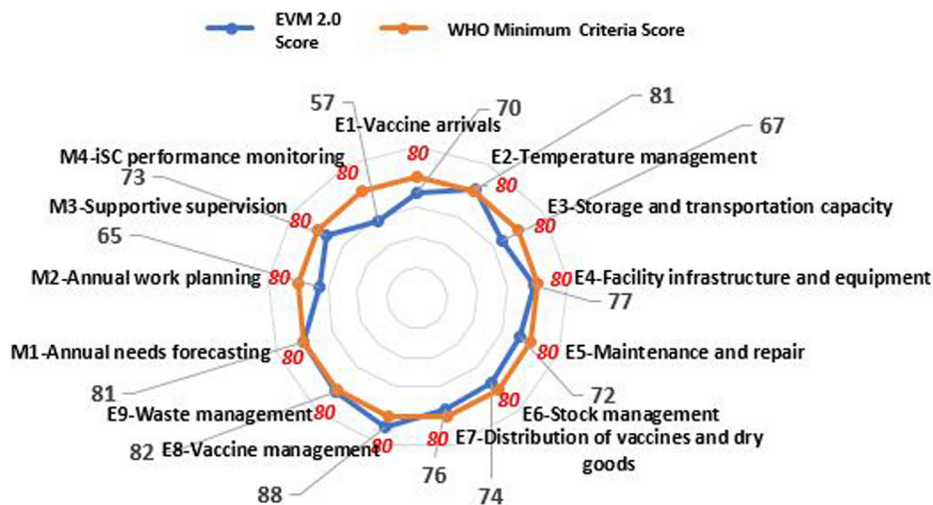 EVM 2.0
Score
WHO Minimum Criteria Score
57
70
81
67
E1-Vaccine arrivals
80
M4-iSC performance monitoring
80
E2-Temperature management
80
73
M3-Supportive supervision
80
E3-Storage and transportation capacity
80
65
M2-Annual work planning
80
80
E4-Facility infrastructure and equipment
77
M1-Annual needs forecasting
80
80
E5-Maintenance and repair
81
72
E9-Waste management
80
80
E6-Stock management
82
E8-Vaccine management
80
80
E7-Distribution of vaccines and dry
goods
76
74
88